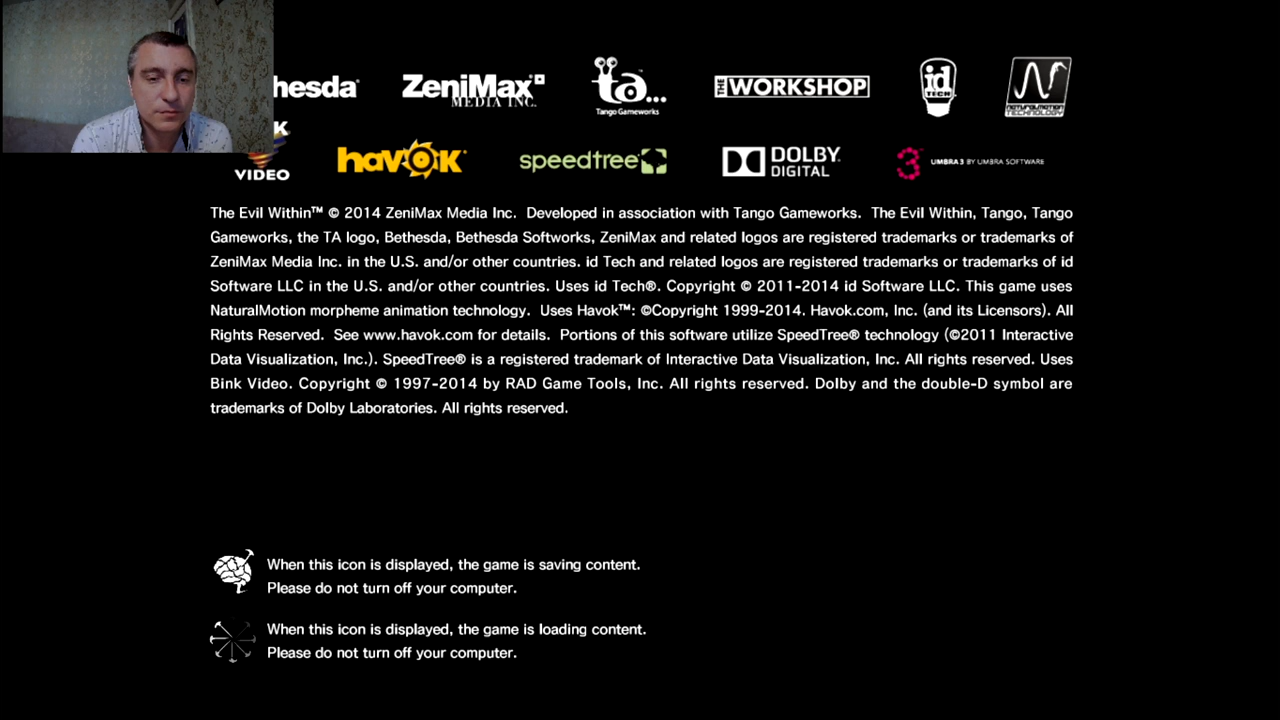 hesda®
ZeniMax®
MEDIA INC.
ta...
Tango Gameworks
THE WORKSHOP
id
TECH
NATURALMOTION
TECHNOLOGY
K
VIDEO
havok
speedtree
DOLBY
DIGITAL
3
UMBRA 3 BY UMBRA SOFTWARE
The Evil Within™ © 2014 ZeniMax Media Inc. Developed in association with Tango Gameworks. The Evil Within, Tango, Tango
Gameworks, the TA logo, Bethesda, Bethesda Softworks, ZeniMax and related logos are registered trademarks or trademarks of
ZeniMax Media Inc. in the U.S. and/or other countries. id Tech and related logos are registered trademarks or trademarks of id
Software LLC in the U.S. and/or other countries. Uses id Tech®. Copyright © 2011-2014 id Software LLC. This game uses
NaturalMotion morpheme animation technology. Uses Havok™: ©Copyright 1999-2014. Havok.com, Inc. (and its Licensors). All
Rights Reserved. See www.havok.com for details. Portions of this software utilize SpeedTree® technology (©2011 Interactive
Data Visualization, Inc.). SpeedTree® is a registered trademark of Interactive Data Visualization, Inc. All rights reserved. Uses
Bink Video. Copyright © 1997-2014 by RAD Game Tools, Inc. All rights reserved. Dolby and the double-D symbol are
trademarks of Dolby Laboratories. All rights reserved.
When this icon is displayed, the game is saving content.
Please do not turn off your computer.
When this icon is displayed, the game is loading content.
Please do not turn off your computer.